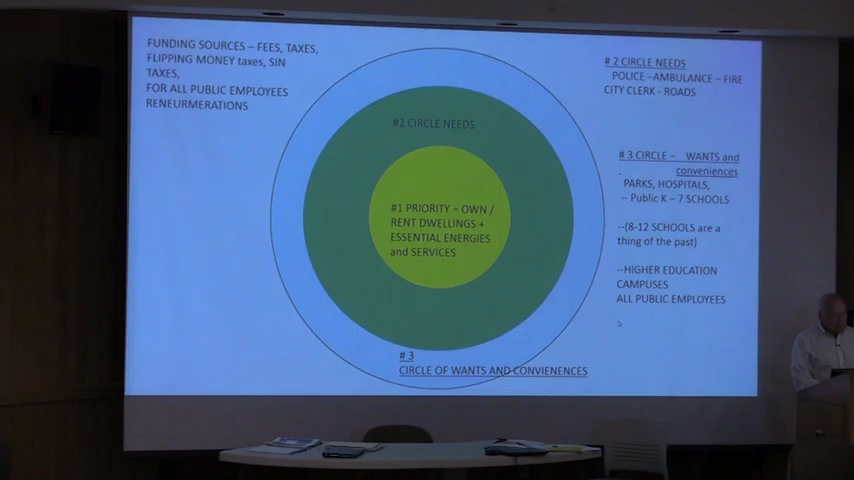 FUNDING SOURCES – FEES, TAXES,
FLIPPING MONEY taxes, SIN
TAXES,
FOR ALL PUBLIC EMPLOYEES
RENEURMERATIONS
#2 CIRCLE NEEDS
#1 PRIORITY = OWN /
RENT DWELLINGS +
ESSENTIAL ENERGIES
and SERVICES
# 3
CIRCLE OF WANTS AND CONVIENENCES
# 2 CIRCLE NEEDS
POLICE –AMBULANCE – FIRE
CITY CLERK - ROADS
# 3 CIRCLE – WANTS and
conveniences
PARKS, HOSPITALS,
-- Public K – 7 SCHOOLS
--(8-12 SCHOOLS are a
thing of the past)
--HIGHER EDUCATION
CAMPUSES
ALL PUBLIC EMPLOYEES